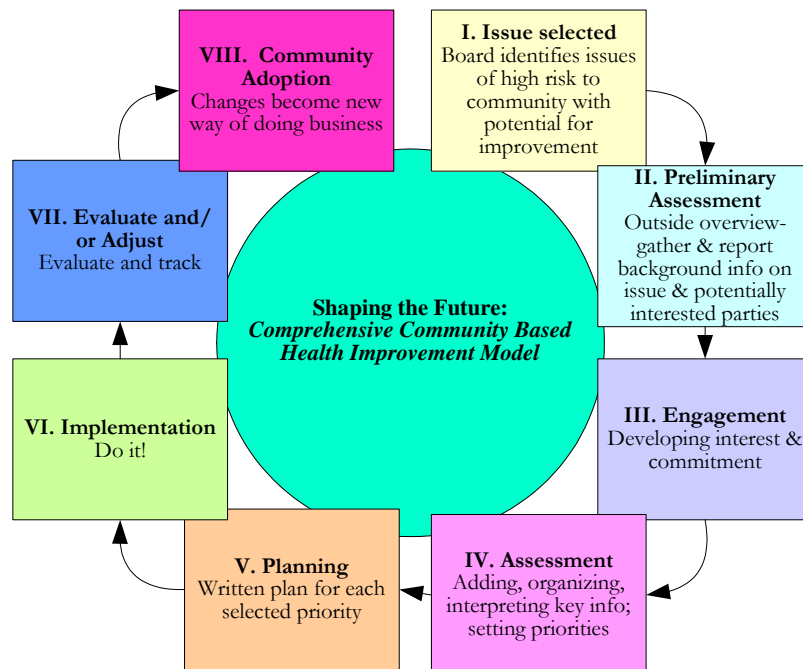 I. Issue selected
Board identifies issues
of high risk to
community with
potential for
improvement
II. Preliminary
Assessment
Outside overview-
gather & report
background info on
issue & potentially
interested parties
III. Engagement
Developing interest &
commitment
IV. Assessment
Adding, organizing,
interpreting key info;
setting priorities
V. Planning
Written plan for each
selected priority
VI. Implementation
Do it!
VII. Evaluate and/
or Adjust
Evaluate and track
VIII. Community
Adoption
Changes become new
way of doing business
Shaping the Future:
Comprehensive Community Based
Health Improvement Model